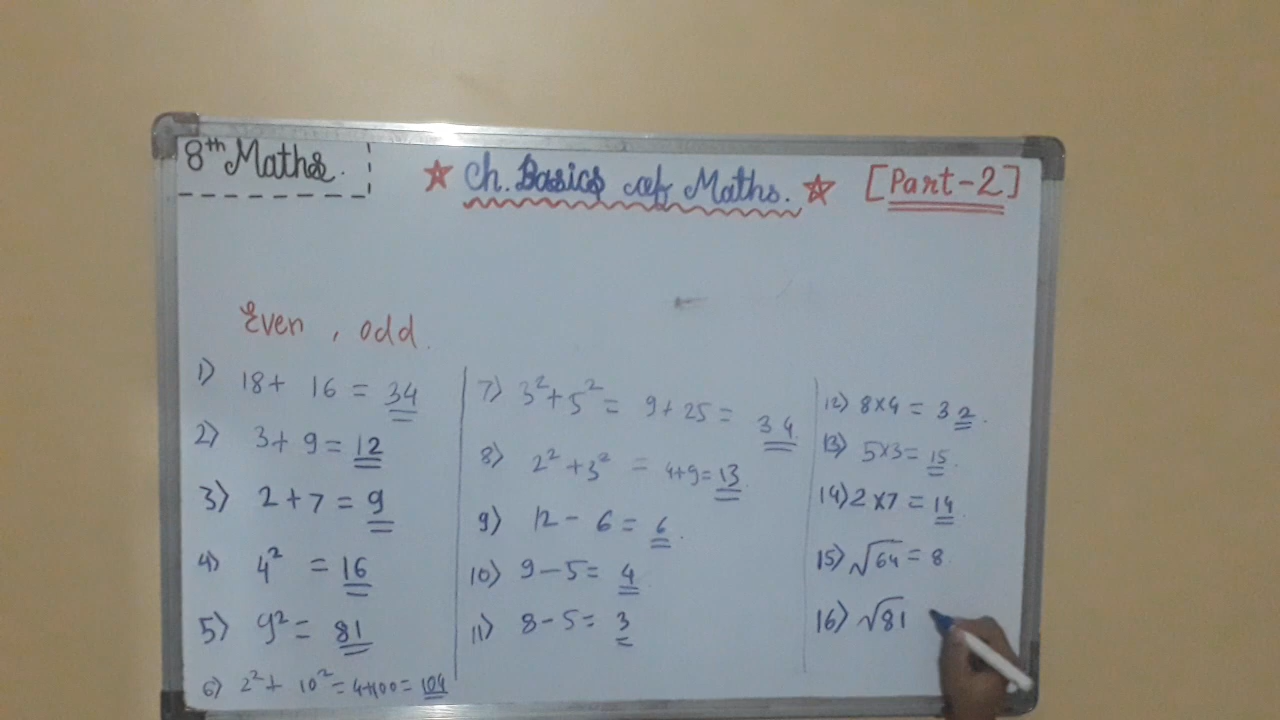 8th Maths.
☆ Ch. Basics of Maths. ☆ [Part-2]
Even, odd.
1) 18+ 16 = 34
2) 3+ 9 = 12
3) 2 + 7 = 9
4) 4² = 16
5) 9² = 81
6) 2²+ 10² = 4+100 = 104
7) 3²+5² = 9+25 = 34
8) 2²+3² = 4+9= 13
9) 12 - 6 = 6.
10) 9-5= 4
11) 8-5= 3
12) 8×4 = 32.
13) 5×3= 15.
14) 2×7 = 14.
15) √64 = 8
16) √81